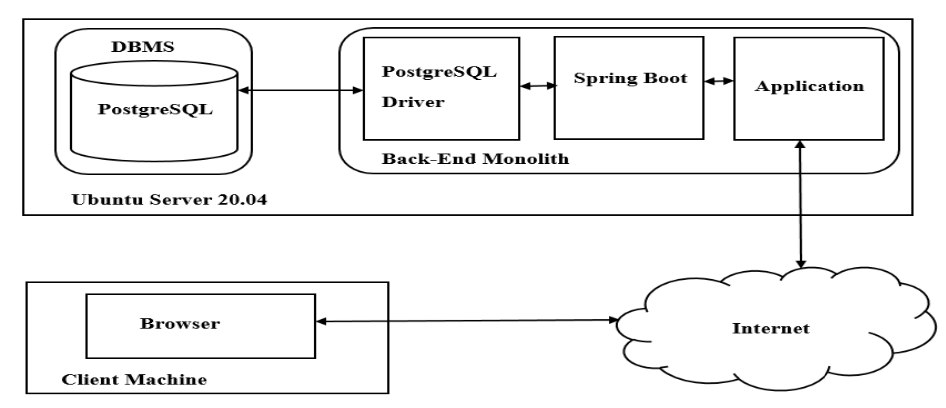 DBMS
PostgreSQL
PostgreSQL
Driver
Spring Boot
Application
Back-End Monolith
Ubuntu Server 20.04
Browser
Client Machine
Internet